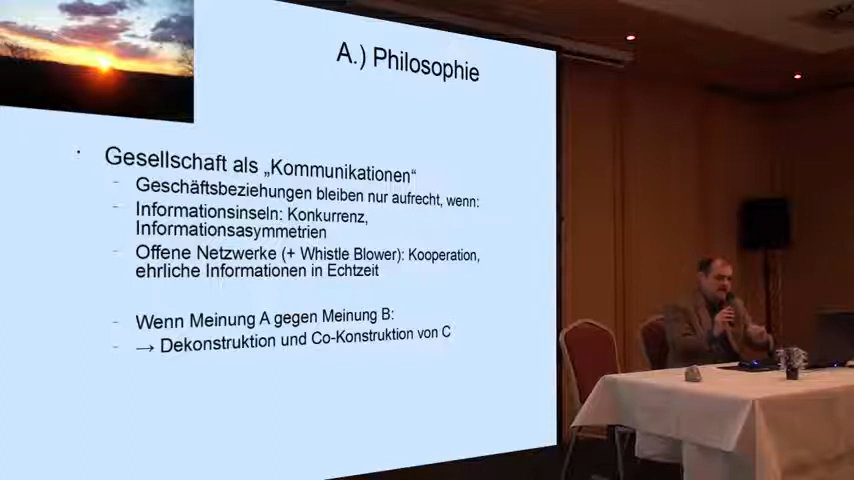 A.) Philosophie
Gesellschaft als „Kommunikationen“
Geschäftsbeziehungen bleiben nur aufrecht, wenn:
Informationsinseln: Konkurrenz,
Informationsasymmetrien
Offene Netzwerke (+ Whistle Blower): Kooperation,
ehrliche Informationen in Echtzeit
Wenn Meinung A gegen Meinung B:
→ Dekonstruktion und Co-Konstruktion von C